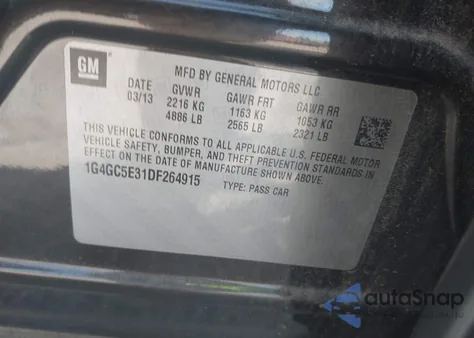 GM
MFD BY GENERAL MOTORS LLC
DATE GVWR GAWR FRT GAWR RR
03/13 2216 KG 1163 KG 1053 KG
4886 LB 2565 LB 2321 LB
THIS VEHICLE CONFORMS TO ALL APPLICABLE U.S. FEDERAL MOTOR
VEHICLE SAFETY, BUMPER, AND THEFT PREVENTION STANDARDS IN
EFFECT ON THE DATE OF MANUFACTURE SHOWN ABOVE.
1G4GC5E31DF264915 TYPE: PASS CAR
autoSnap